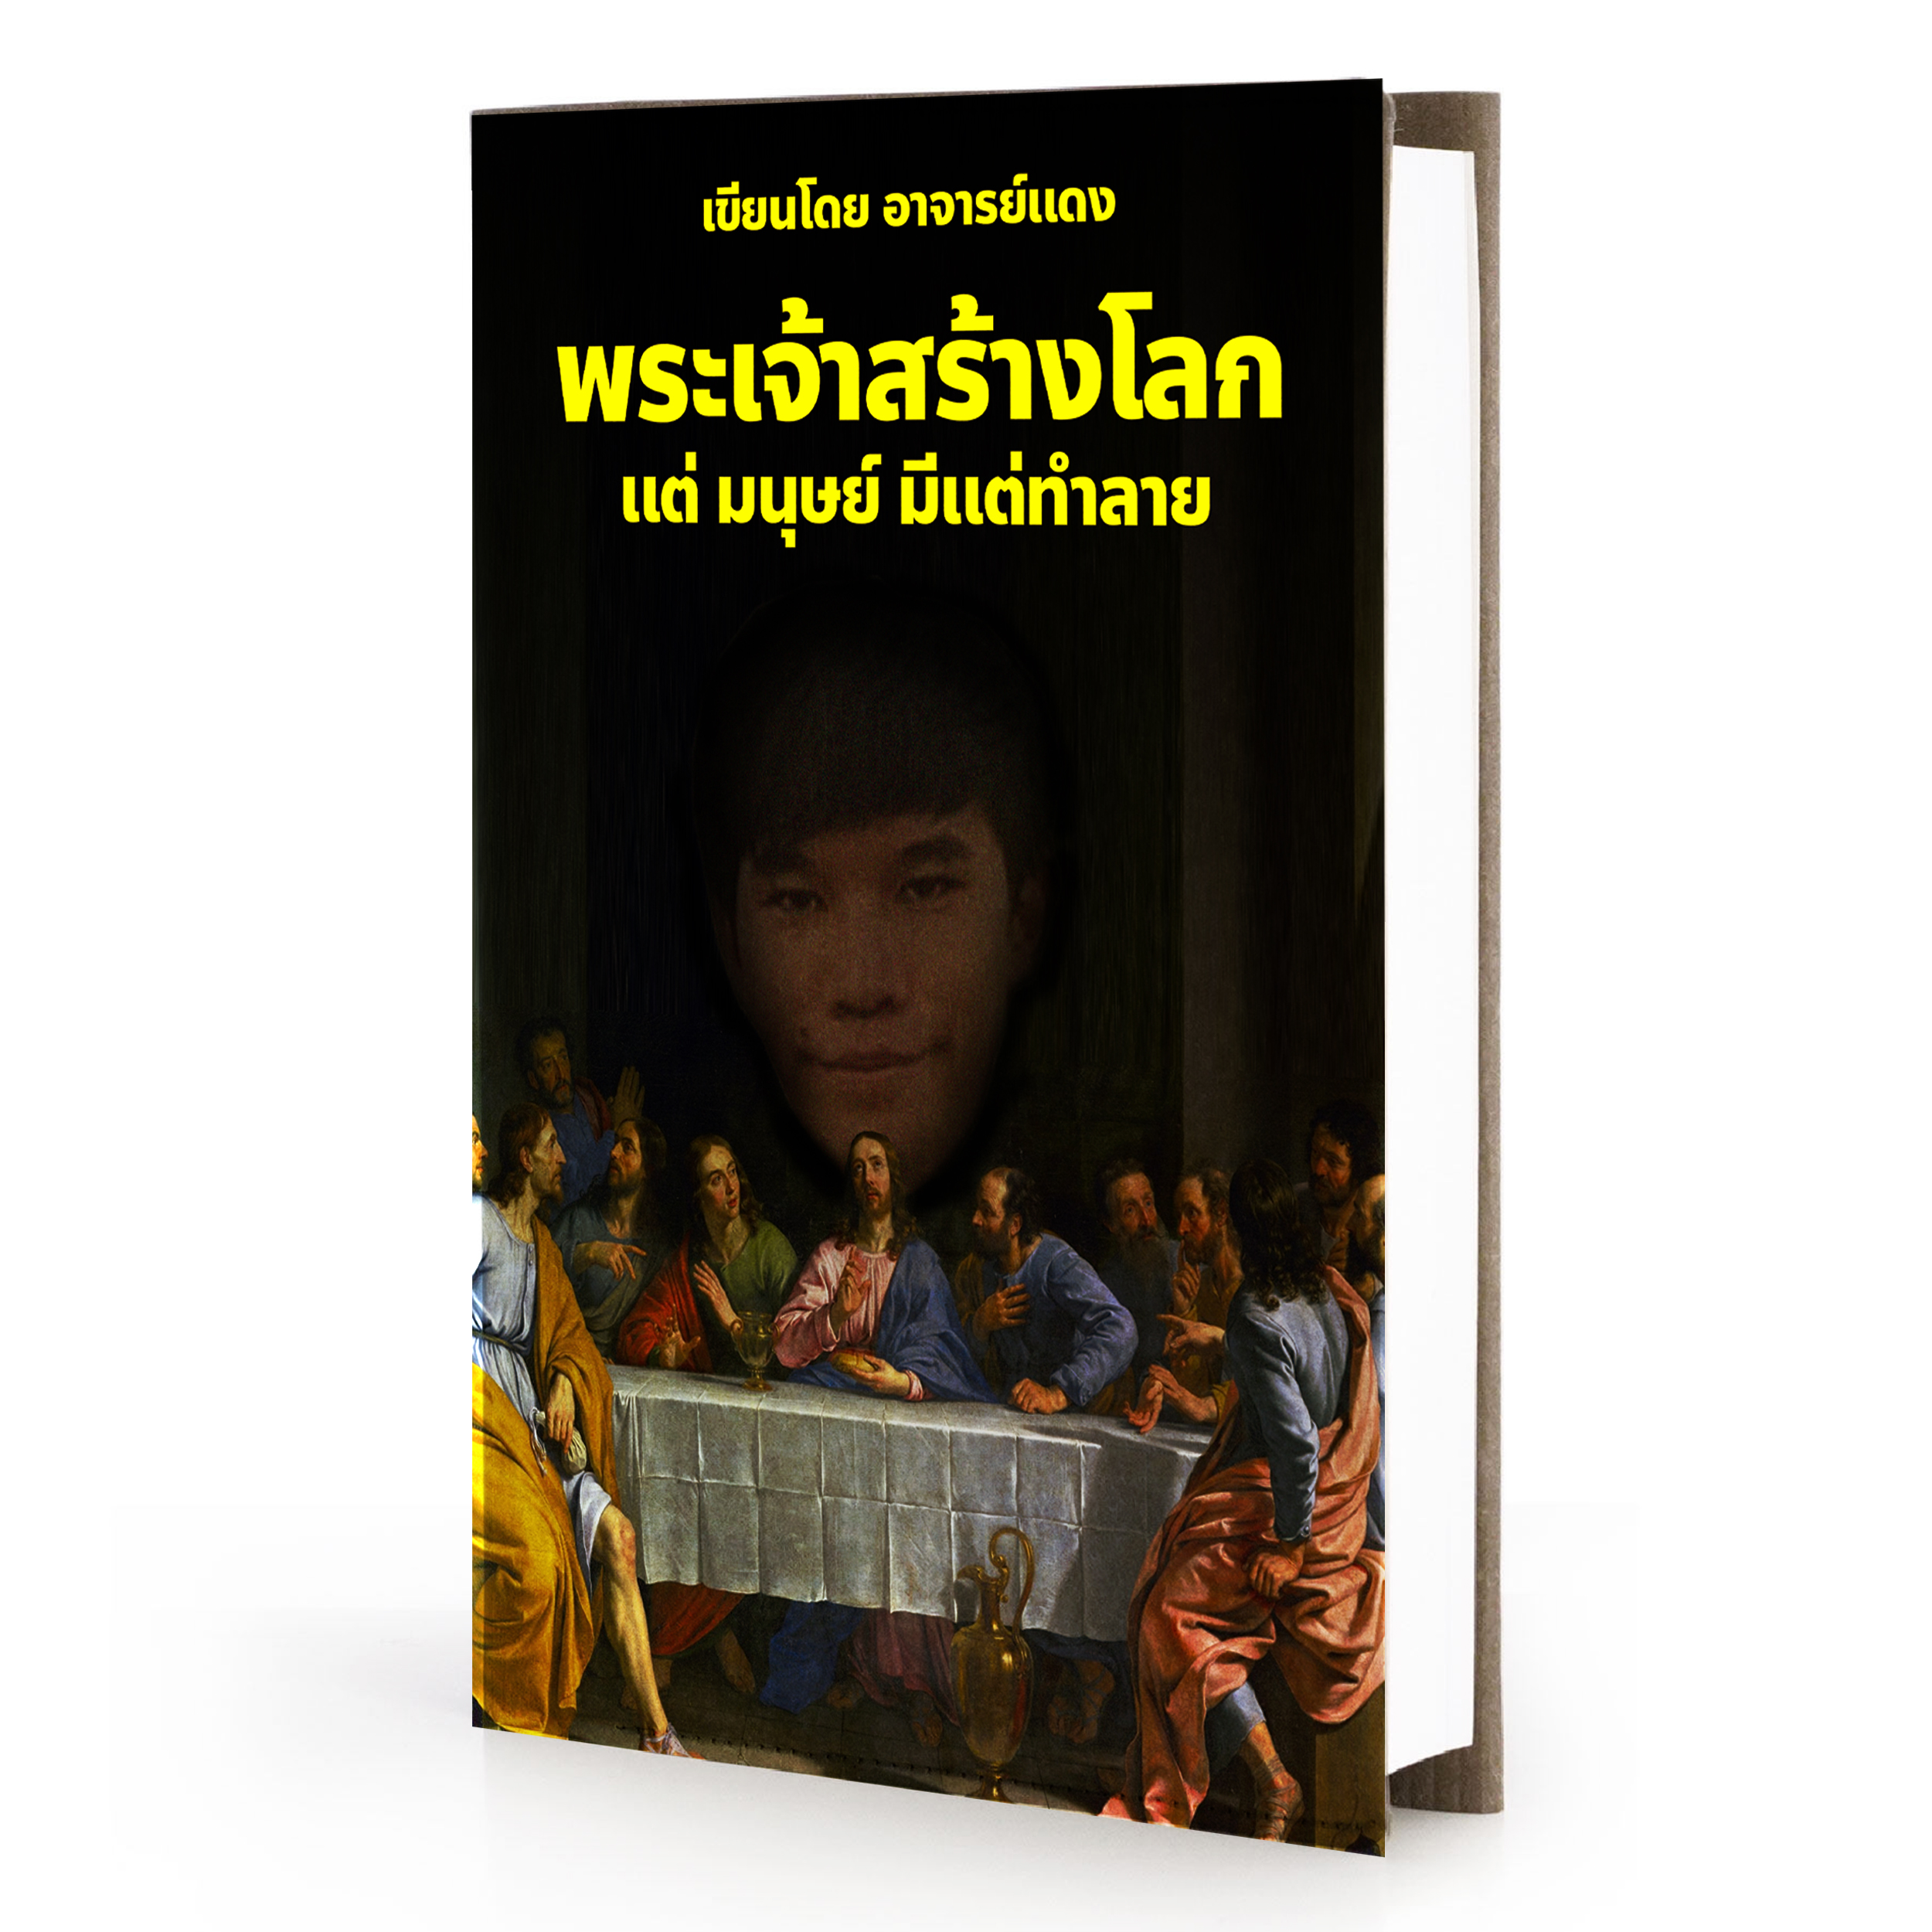 เขียนโดย อาจารย์แดง
พระเจ้าสร้างโลก
แต่ มนุษย์ มีแต่ทำลาย